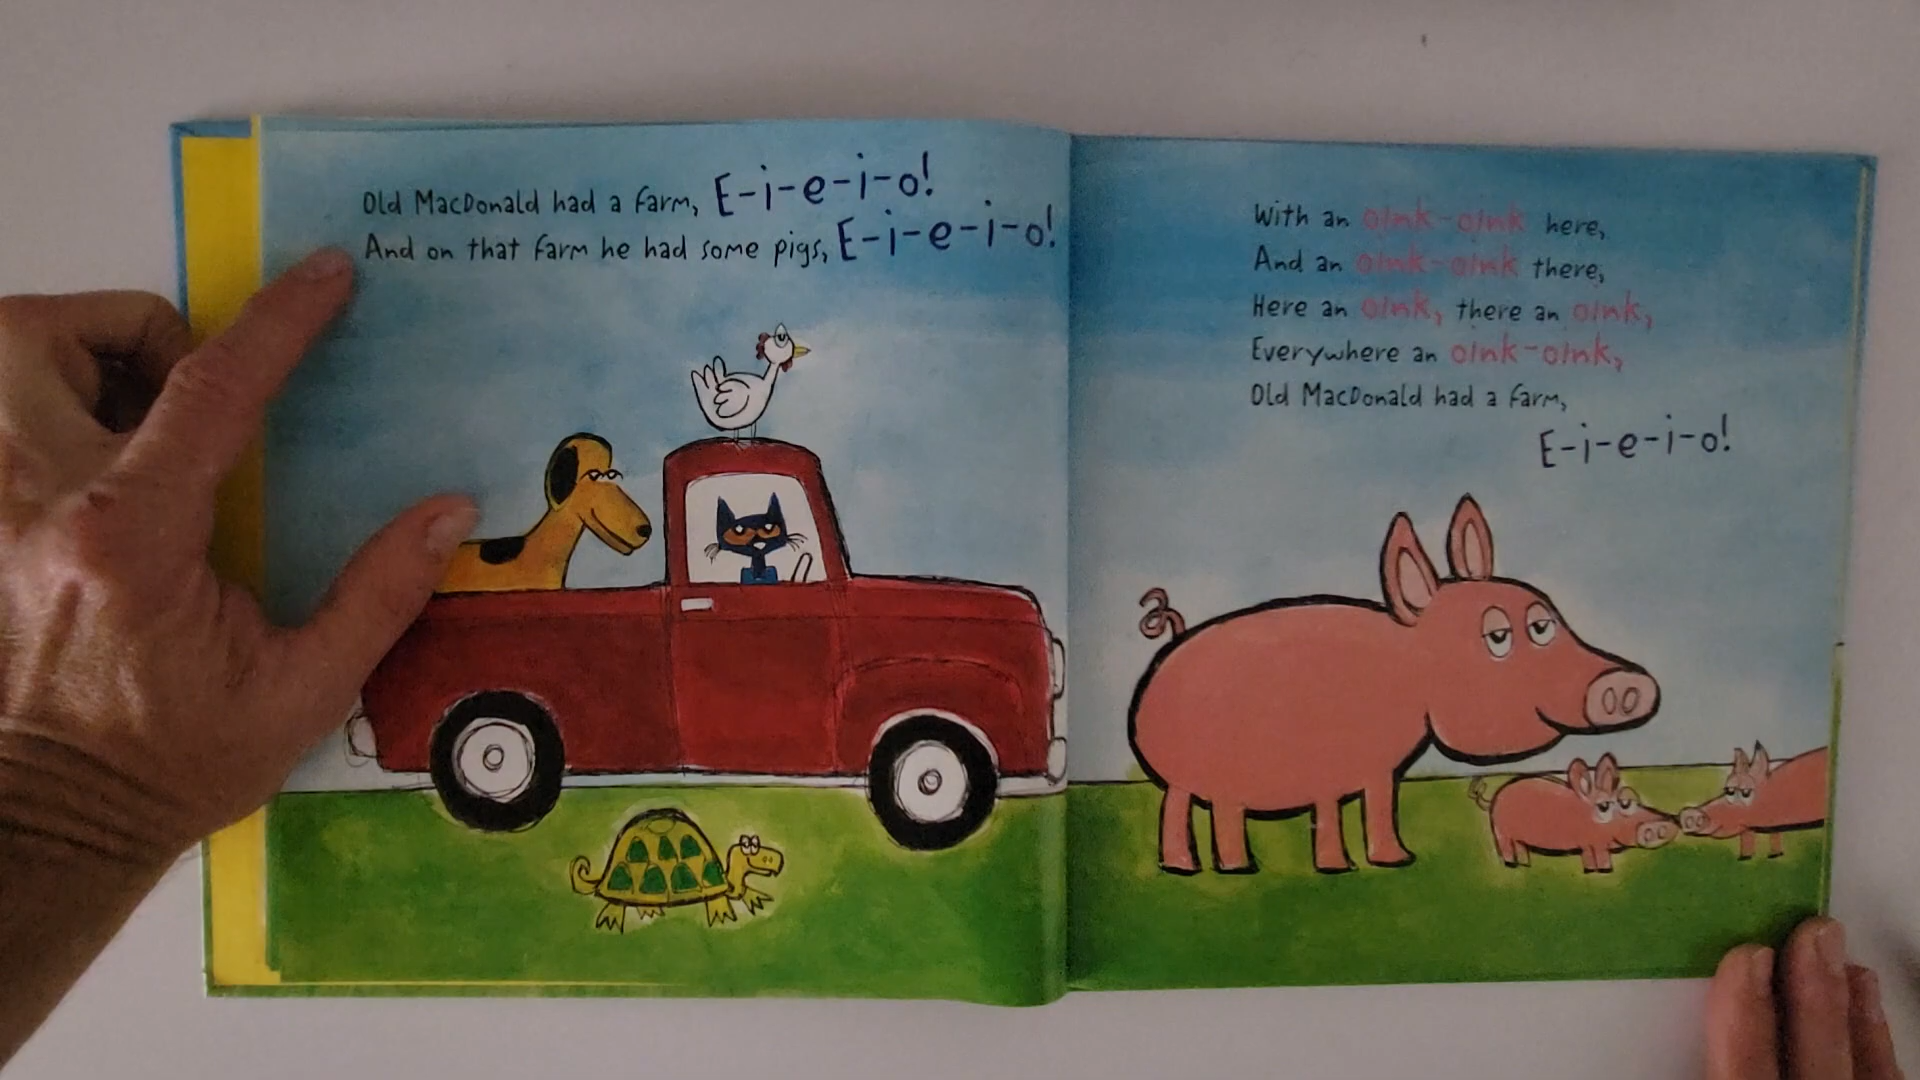 Old MacDonald had a farm, E-i-e-i-o!
And on that farm he had some pigs, E-i-e-i-o!
With an oink-oink here,
And an oink-oink there,
Here an oink, there an oink,
Everywhere an oink-oink,
Old MacDonald had a farm,
E-i-e-i-o!